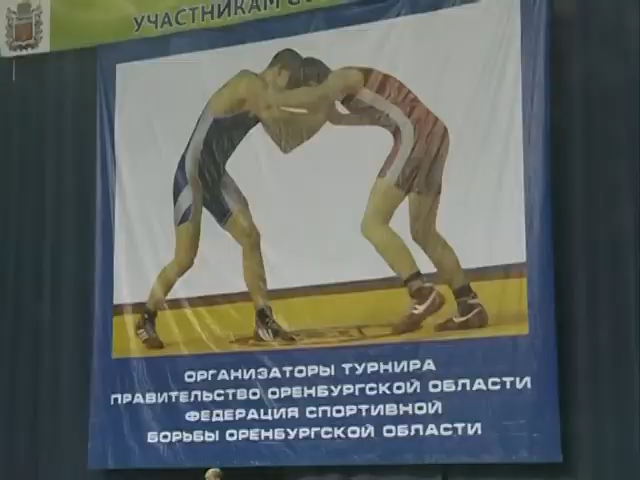 УЧАСТНИКАМ
ОРГАНИЗАТОРЫ ТУРНИРА
ПРАВИТЕЛЬСТВО ОРЕНБУРГСКОЙ ОБЛАСТИ
ФЕДЕРАЦИЯ СПОРТИВНОЙ
БОРЬБЫ ОРЕНБУРГСКОЙ ОБЛАСТИ